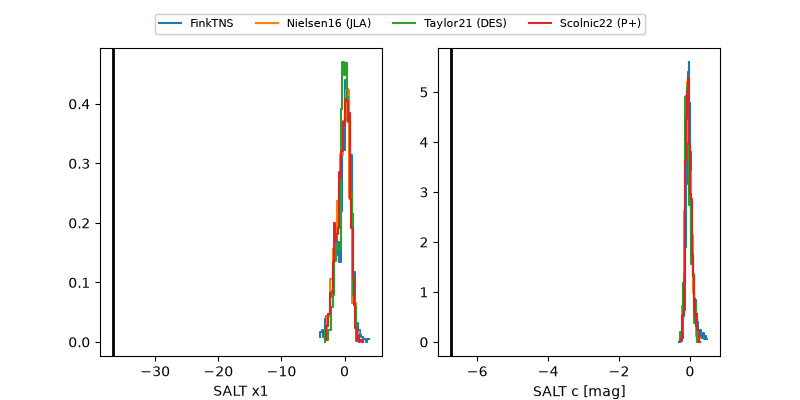 FinkTNS Nielsen16 (JLA) Taylor21 (DES) Scolnic22 (P+)
0.4
0.3
0.2
0.1
0.0
−30 −20 −10 0
SALT x1
5
4
3
2
1
0
−6 −4 −2 0
SALT c [mag]